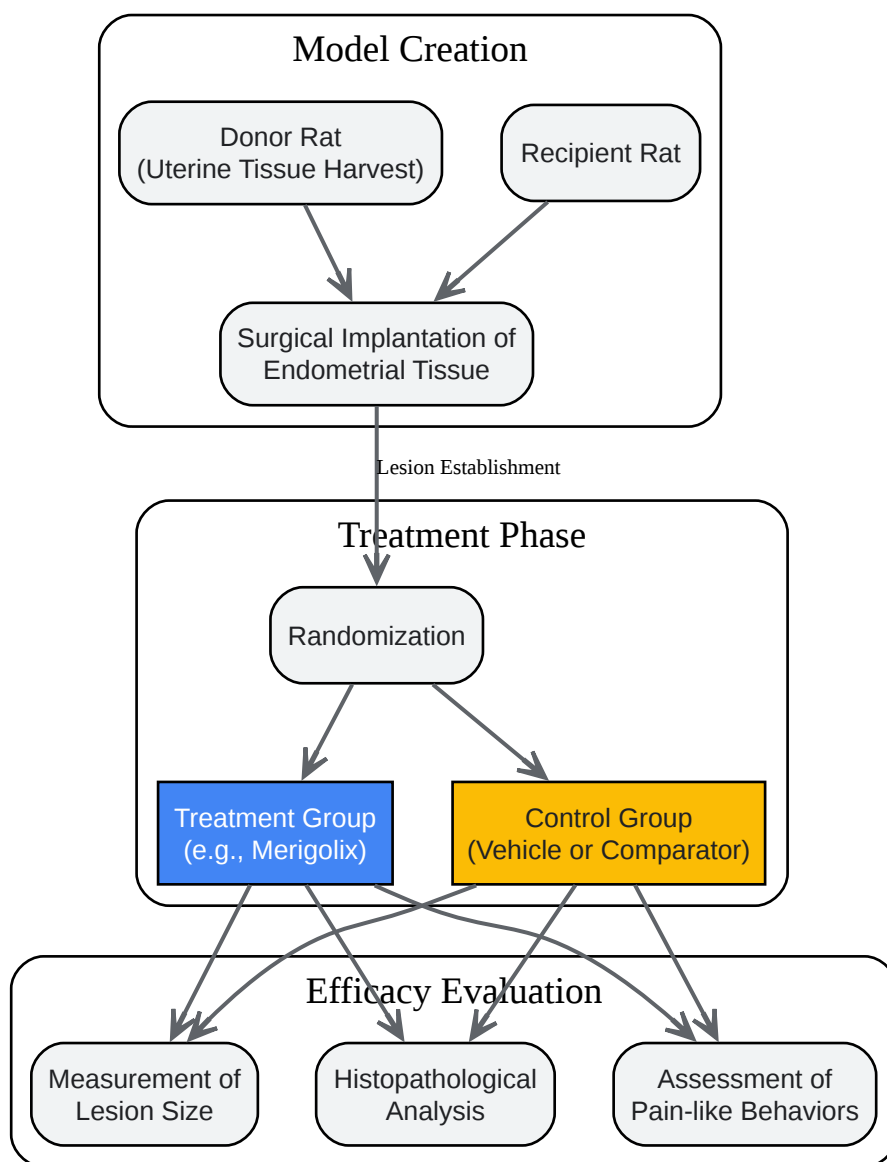 Model Creation
Donor Rat
(Uterine Tissue Harvest)
Recipient Rat
Surgical Implantation of
Endometrial Tissue
Lesion Establishment
Treatment Phase
Randomization
Treatment Group
(e.g., Merigolix)
Control Group
(Vehicle or Comparator)
Efficacy Evaluation
Measurement of
Lesion Size
Histopathological
Analysis
Assessment of
Pain-like Behaviors